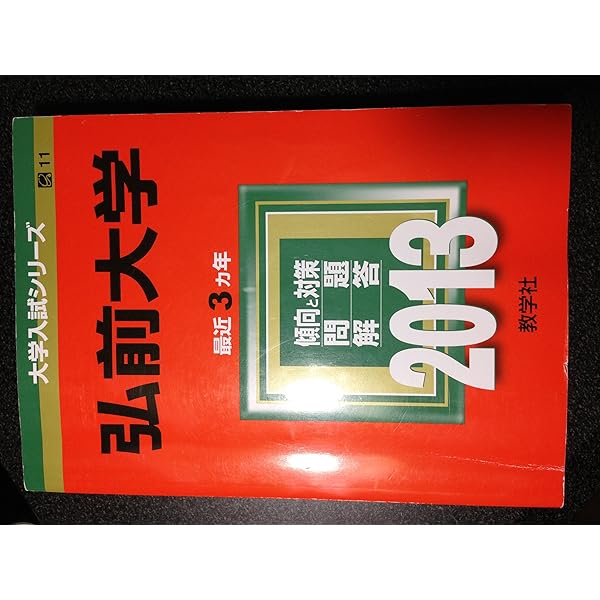 大学入試シリーズ
11
弘前大学
最近3ヵ年
傾向と対策
問題
解答
2013
教学社